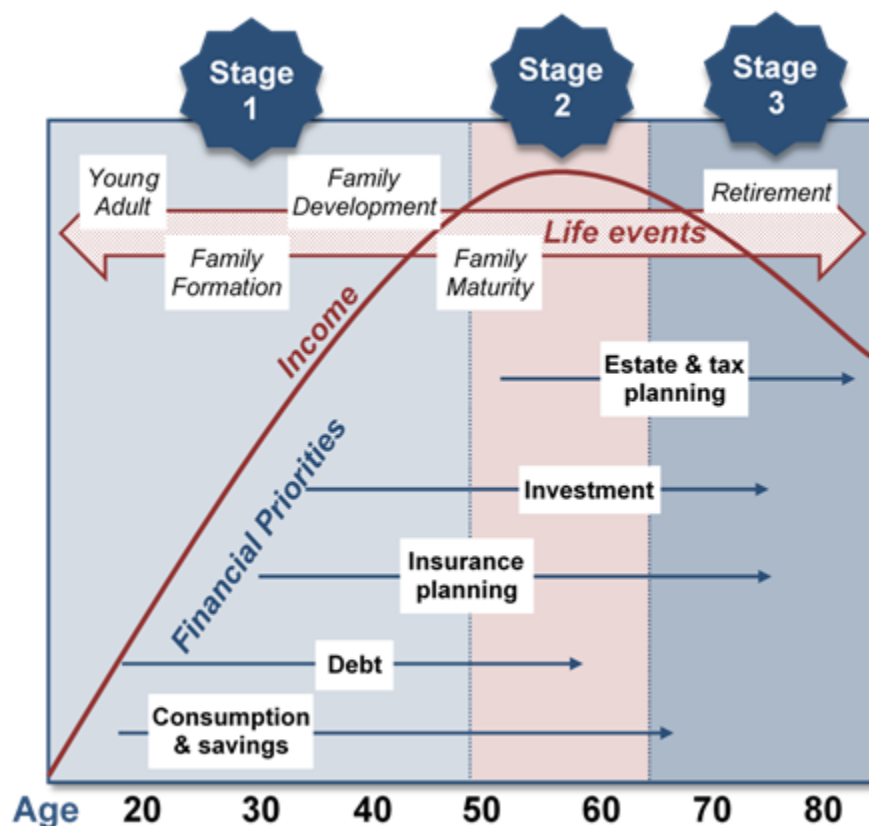 Stage
1
Stage
2
Stage
3
Young
Adult
Family
Development
Retirement
Life events
Family
Formation
Family
Maturity
Income
Estate & tax
planning
Financial Priorities
Investment
Insurance
planning
Debt
Consumption
& savings
Age 20 30 40 50 60 70 80